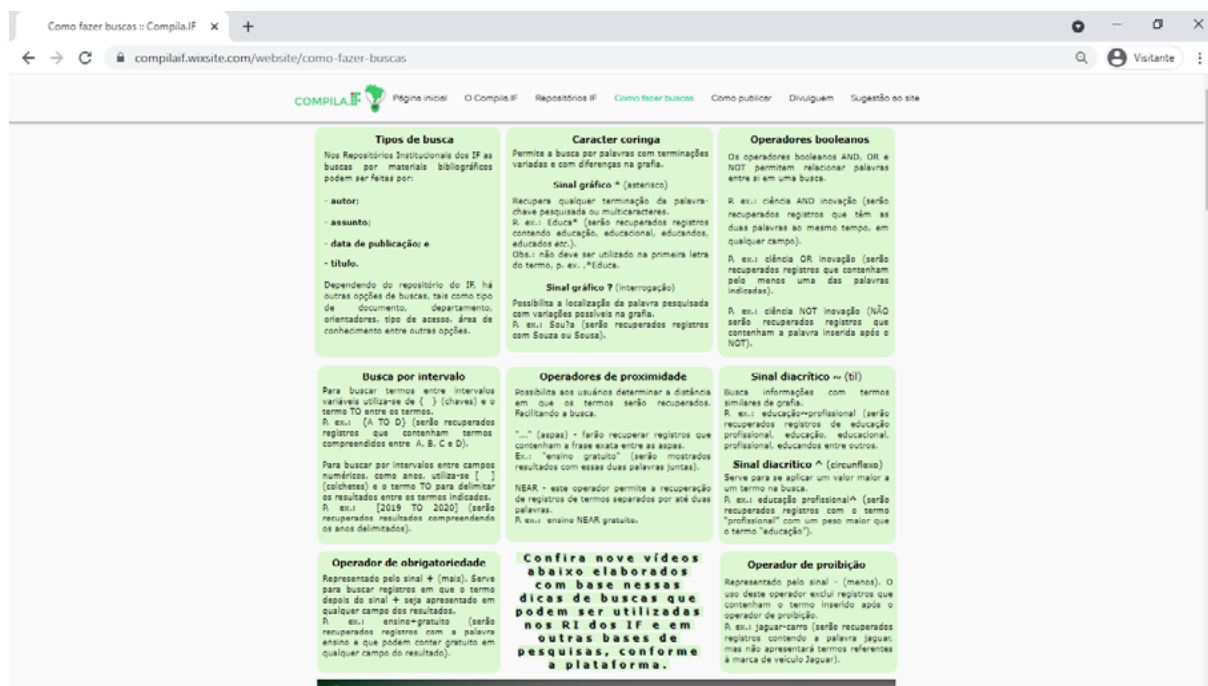 Como fazer buscas :: Compila.IF
compilaif.wixsite.com/website/como-fazer-buscas
Visitante
COMPILA.IF
Página inicial
O Compila.IF
Repositórios IF
Como fazer buscas
Como publicar
Divulguem
Sugestão ao site
Tipos de busca
Nos Repositórios Institucionais dos IF as
buscas por materiais bibliográficos
podem ser feitas por:
- autor;
- assunto;
- data de publicação; e
- título.
Dependendo do repositório do IF, há
outras opções de buscas, tais como tipo
de documento, departamento,
orientadores, tipo de acesso, área de
conhecimento entre outras opções.
Caracter coringa
Permite a busca por palavras com terminações
variadas e com diferenças na grafia.
Sinal gráfico * (asterisco)
Recupera qualquer terminação da palavra-
chave pesquisada ou multicaracteres.
P. ex.: Educa* (serão recuperados registros
contendo educação, educacional, educandos,
educados etc.).
Obs.: não deve ser utilizado na primeira letra
do termo, p. ex. ,*Educa.
Sinal gráfico ? (interrogação)
Possibilita a localização da palavra pesquisada
com variações possíveis na grafia.
P. ex.: Sou?a (serão recuperados registros
com Souza ou Sousa).
Operadores booleanos
Os operadores booleanos AND, OR e
NOT permitem relacionar palavras
entre si em uma busca.
P. ex.: ciência AND inovação (serão
recuperados registros que têm as
duas palavras ao mesmo tempo, em
qualquer campo).
P. ex.: ciência OR inovação (serão
recuperados registros que contenham
pelo menos uma das palavras
indicadas).
P. ex.: ciência NOT inovação (NÃO
serão recuperados registros que
contenham a palavra inserida após o
NOT).
Busca por intervalo
Para buscar termos entre intervalos
variáveis utiliza-se de { } (chaves) e o
termo TO entre os termos.
P. ex.: {A TO D} (serão recuperados
registros que contenham termos
compreendidos entre A, B, C e D).
Para buscar por intervalos entre campos
numéricos, como anos, utiliza-se [ ]
(colchetes) e o termo TO para delimitar
os resultados entre os termos indicados.
P. ex.: [2019 TO 2020] (serão
recuperados resultados compreendendo
os anos delimitados).
Operadores de proximidade
Possibilita aos usuários determinar a distância
em que os termos serão recuperados.
Facilitando a busca.
"..." (aspas) - farão recuperar registros que
contenham a frase exata entre as aspas.
Ex.: "ensino gratuito" (serão mostrados
resultados com essas duas palavras juntas).
NEAR - este operador permite a recuperação
de registros de termos separados por até duas
palavras.
P. ex.: ensino NEAR gratuito.
Sinal diacrítico ~ (til)
Busca informações com termos
similares de grafia.
P. ex.: educação~profissional (serão
recuperados registros de educação
profissional, educação, educacional,
profissional, educandos entre outros.
Sinal diacrítico ^ (circunflexo)
Serve para se aplicar um valor maior a
um termo na busca.
P. ex.: educação profissional^ (serão
recuperados registros com o termo
"profissional" com um peso maior que
o termo "educação").
Operador de obrigatoriedade
Representado pelo sinal + (mais). Serve
para buscar registros em que o termo
depois do sinal + seja apresentado em
qualquer campo dos resultados.
P. ex.: ensino+gratuito (serão
recuperados registros com a palavra
ensino e que podem conter gratuito em
qualquer campo do resultado).
Confira nove vídeos
abaixo elaborados
com base nessas
dicas de buscas que
podem ser utilizadas
nos RI dos IF e em
outras bases de
pesquisas, conforme
a plataforma.
Operador de proibição
Representado pelo sinal - (menos). O
uso deste operador exclui registros que
contenham o termo inserido após o
operador de proibição.
P. ex.: jaguar-carro (serão recuperados
registros contendo a palavra jaguar,
mas não apresentará termos referentes
à marca de veículo Jaguar).